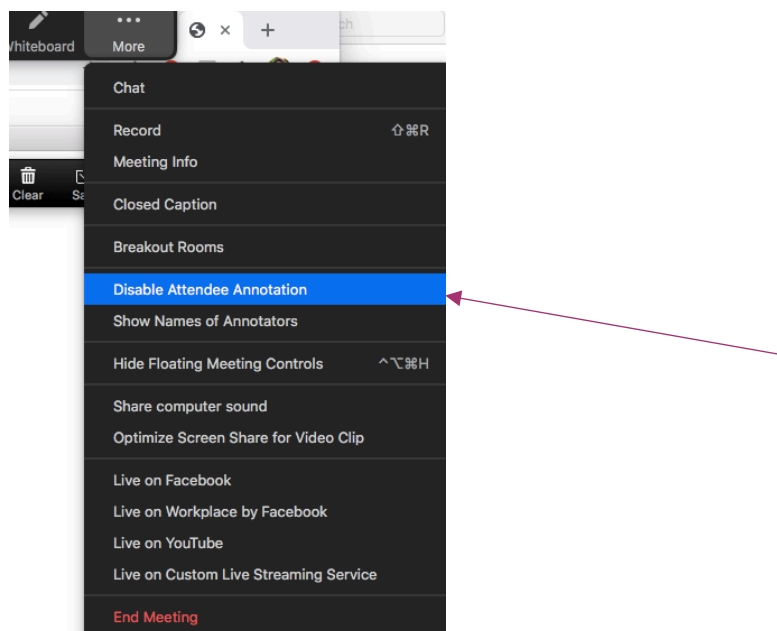 More
Clear
Chat
Record ⇧⌘R
Meeting Info
Closed Caption
Breakout Rooms
Disable Attendee Annotation
Show Names of Annotators
Hide Floating Meeting Controls ^⌥⌘H
Share computer sound
Optimize Screen Share for Video Clip
Live on Facebook
Live on Workplace by Facebook
Live on YouTube
Live on Custom Live Streaming Service
End Meeting